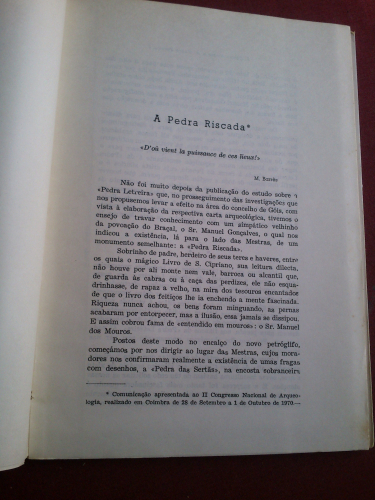 A Pedra Riscada*
«D'où vient la puissance de ces lieux?»
M. Barrès
Não foi muito depois da publicação do estudo sobre a
«Pedra Letreira» que, no prosseguimento das investigações que
nos propusemos levar a efeito na área do concelho de Góis, com
vista à elaboração da respectiva carta arqueológica, tivemos o
ensejo de travar conhecimento com um simpático velhinho
da povoação do Braçal, o Sr. Manuel Gonçalves, o qual nos
indicou a existência, lá para o lado das Mestras, de um
monumento semelhante: a «Pedra Riscada».
Sobrinho de padre, herdeiro de seus teres e haveres, entre
os quais o mágico Livro de S. Cipriano, sua leitura dilecta,
não houve por ali monte nem vale, barroca ou alcantil que,
de guarda às cabras ou à caça das perdizes, ele não esqua-
drinhasse, de rapaz a velho, na mira dos tesouros encantados
de que o livro dos feitiços lhe ia enchendo a mente fascinada.
Riqueza nunca achou, os bens foram minguando, as pernas
acabaram por entorpecer, mas a ilusão, essa jamais se dissipou.
E assim cobrou fama de «entendido em mouros»: o Sr. Manuel
dos Mouros.
Postos deste modo no encalço do novo petróglifo,
começámos por nos dirigir ao lugar das Mestras, cujos mora-
dores nos confirmaram realmente a existência de umas fragas
com desenhos, a «Pedra das Sertãs», na encosta sobranceira
* Comunicação apresentada ao II Congresso Nacional de Arqueo-
logia, realizado em Coimbra de 28 de Setembro a 1 de Outubro de 1970.—